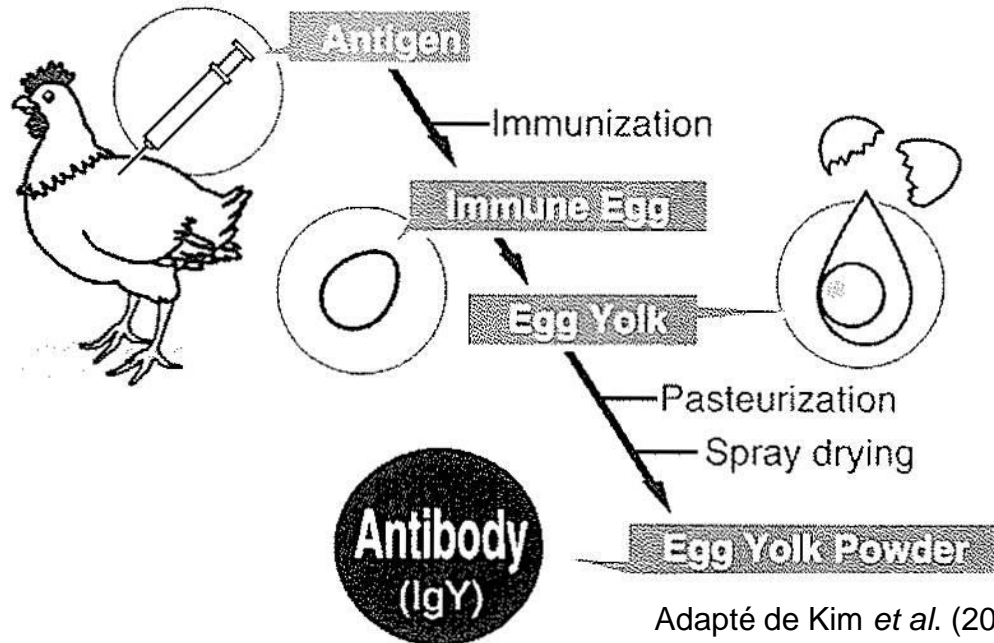 Antigen
Immunization
Immune Egg
Egg Yolk
Pasteurization
Spray drying
Antibody
(IgY)
Egg Yolk Powder
Adapté de Kim et al. (20